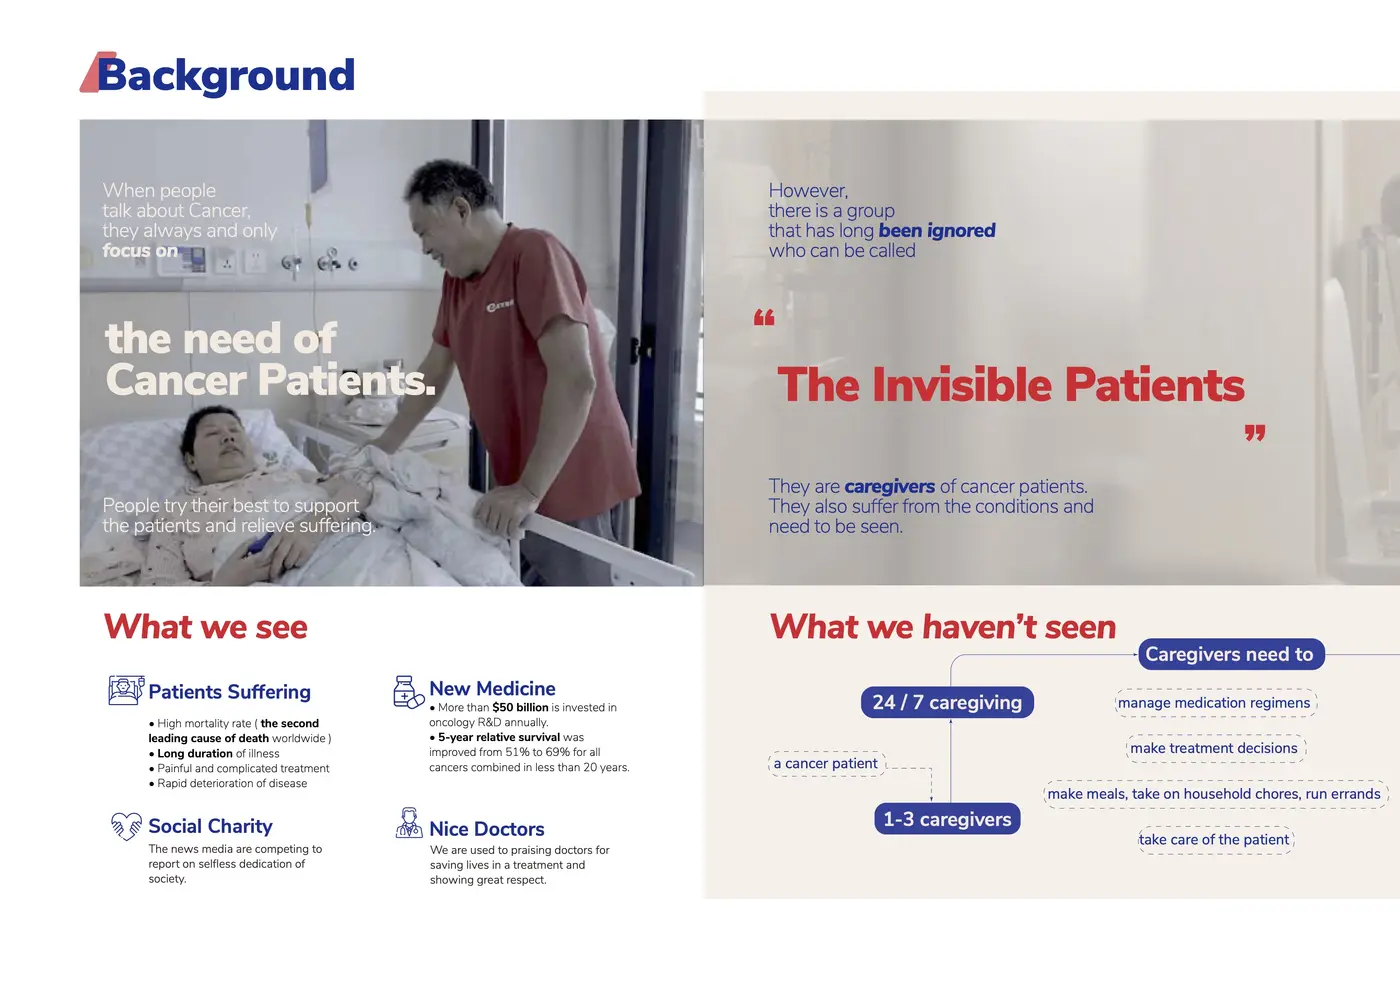 Background
When people
talk about Cancer,
they always and only
focus on
the need of
Cancer Patients.
People try their best to support
the patients and relieve suffering.
However,
there is a group
that has long been ignored
who can be called
“
The Invisible Patients
”
They are caregivers of cancer patients.
They also suffer from the conditions and
need to be seen.
What we see
Patients Suffering
• High mortality rate ( the second
leading cause of death worldwide )
• Long duration of illness
• Painful and complicated treatment
• Rapid deterioration of disease
New Medicine
• More than $50 billion is invested in
oncology R&D annually.
• 5-year relative survival was
improved from 51% to 69% for all
cancers combined in less than 20 years.
Social Charity
The news media are competing to
report on selfless dedication of
society.
Nice Doctors
We are used to praising doctors for
saving lives in a treatment and
showing great respect.
What we haven’t seen
a cancer patient
1-3 caregivers
24 / 7 caregiving
Caregivers need to
manage medication regimens
make treatment decisions
make meals, take on household chores, run errands
take care of the patient